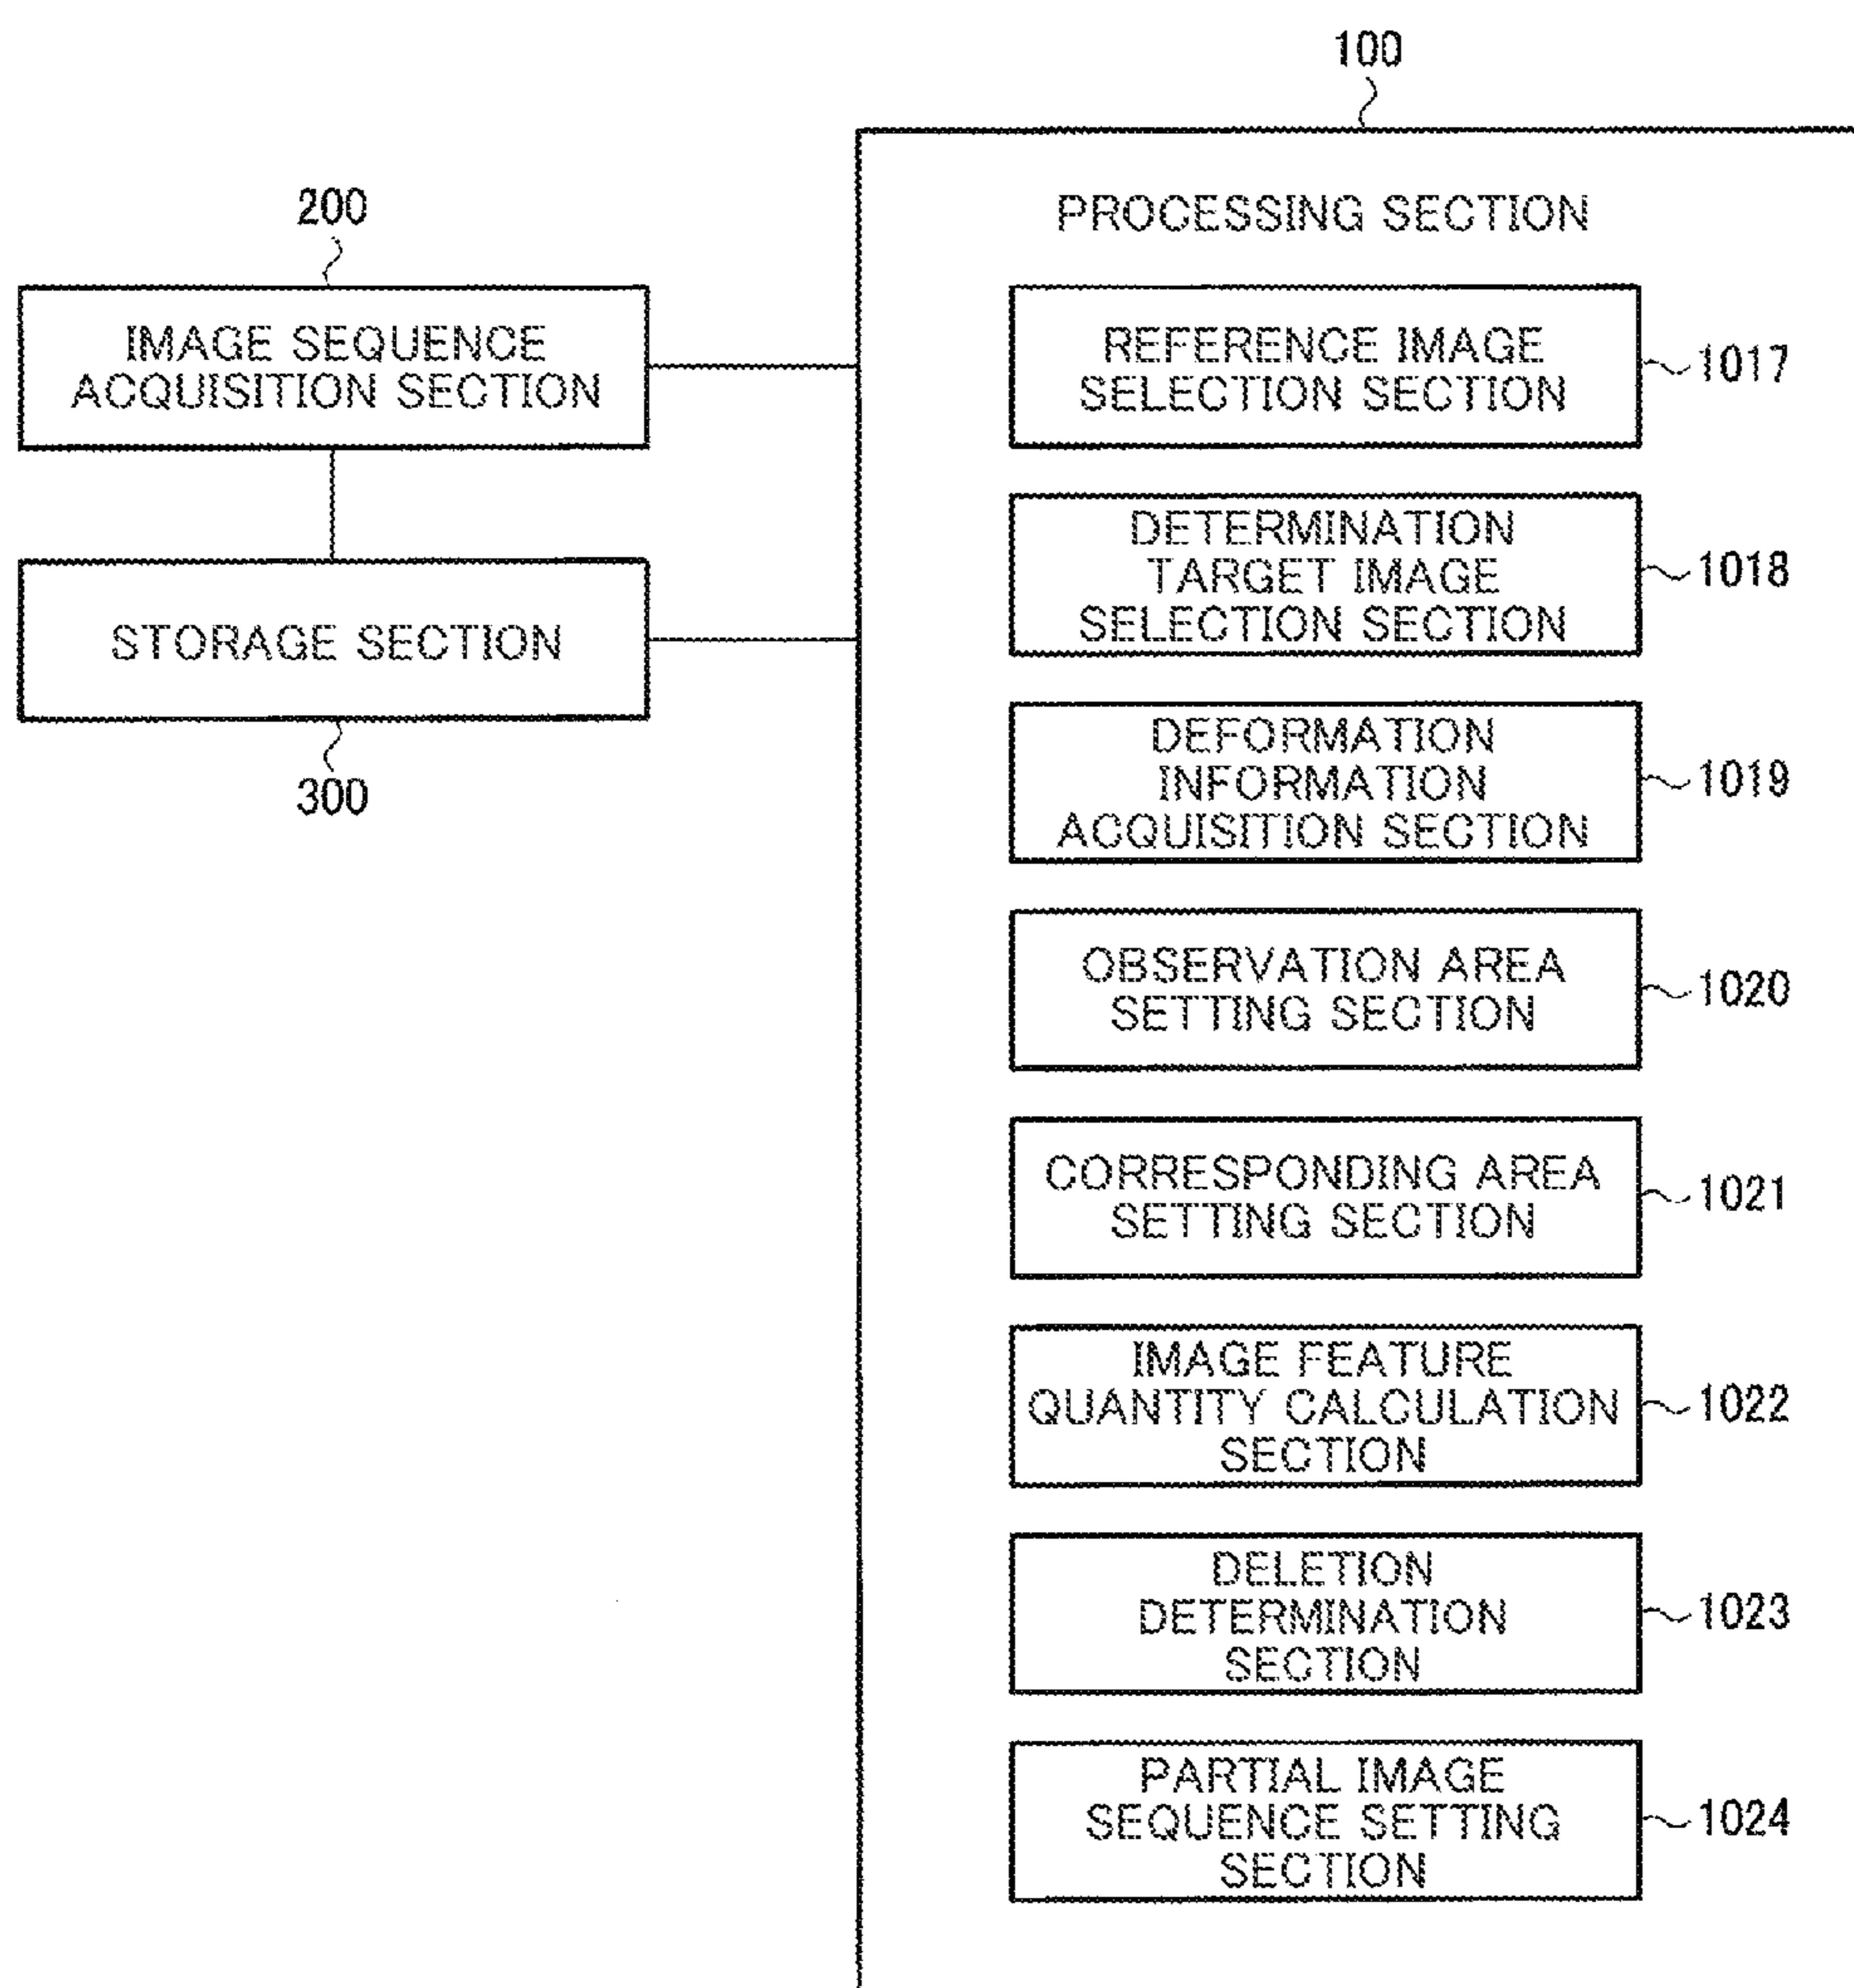 100
PROCESSING SECTION
200
IMAGE SEQUENCE
ACQUISITION SECTION
STORAGE SECTION
300
REFERENCE IMAGE
SELECTION SECTION
1017
DETERMINATION
TARGET IMAGE
SELECTION SECTION
1018
DEFORMATION
INFORMATION
ACQUISITION SECTION
1019
OBSERVATION AREA
SETTING SECTION
1020
CORRESPONDING AREA
SETTING SECTION
1021
IMAGE FEATURE
QUANTITY CALCULATION
SECTION
1022
DELETION
DETERMINATION
SECTION
1023
PARTIAL IMAGE
SEQUENCE SETTING
SECTION
1024